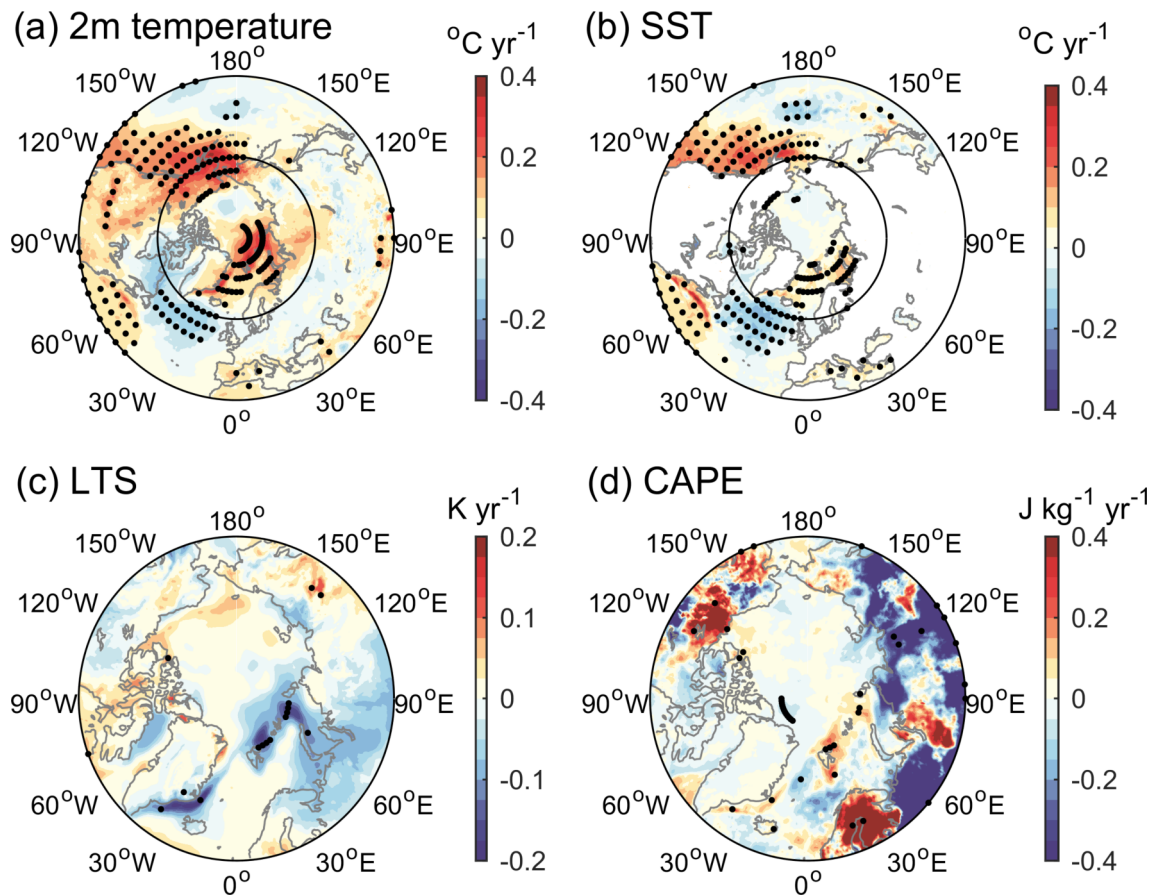 (a) 2m temperature
°C yr⁻¹
180°
150°W 150°E
120°W 120°E
90°W 90°E
60°W 60°E
30°W 30°E
0°
0.4
0.2
0
-0.2
-0.4
(b) SST
°C yr⁻¹
180°
150°W 150°E
120°W 120°E
90°W 90°E
60°W 60°E
30°W 30°E
0°
0.4
0.2
0
-0.2
-0.4
(c) LTS
K yr⁻¹
180°
150°W 150°E
120°W 120°E
90°W 90°E
60°W 60°E
30°W 30°E
0°
0.2
0.1
0
-0.1
-0.2
(d) CAPE
J kg⁻¹ yr⁻¹
180°
150°W 150°E
120°W 120°E
90°W 90°E
60°W 60°E
30°W 30°E
0°
0.4
0.2
0
-0.2
-0.4